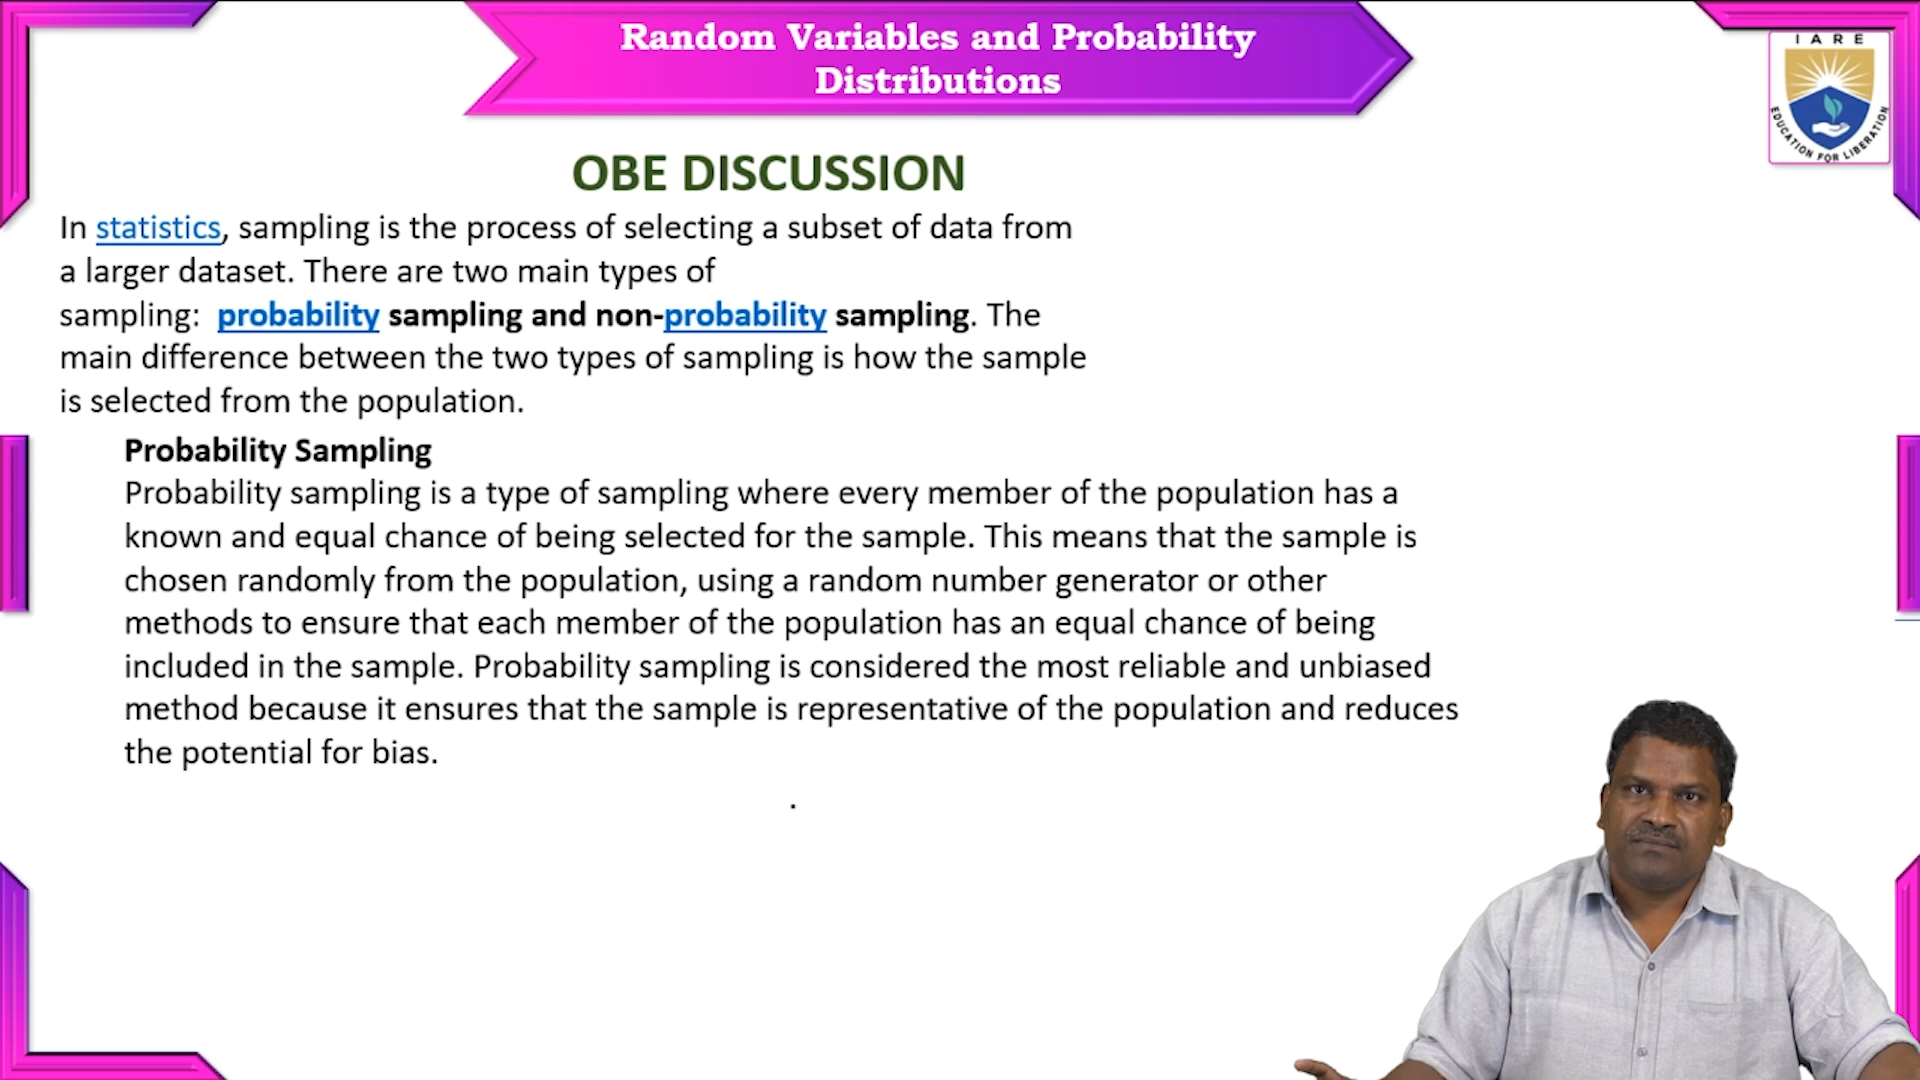 Random Variables and Probability
Distributions
I A R E
EDUCATION FOR LIBERATION
OBE DISCUSSION
In statistics, sampling is the process of selecting a subset of data from
a larger dataset. There are two main types of
sampling: probability sampling and non-probability sampling. The
main difference between the two types of sampling is how the sample
is selected from the population.
Probability Sampling
Probability sampling is a type of sampling where every member of the population has a
known and equal chance of being selected for the sample. This means that the sample is
chosen randomly from the population, using a random number generator or other
methods to ensure that each member of the population has an equal chance of being
included in the sample. Probability sampling is considered the most reliable and unbiased
method because it ensures that the sample is representative of the population and reduces
the potential for bias.
.